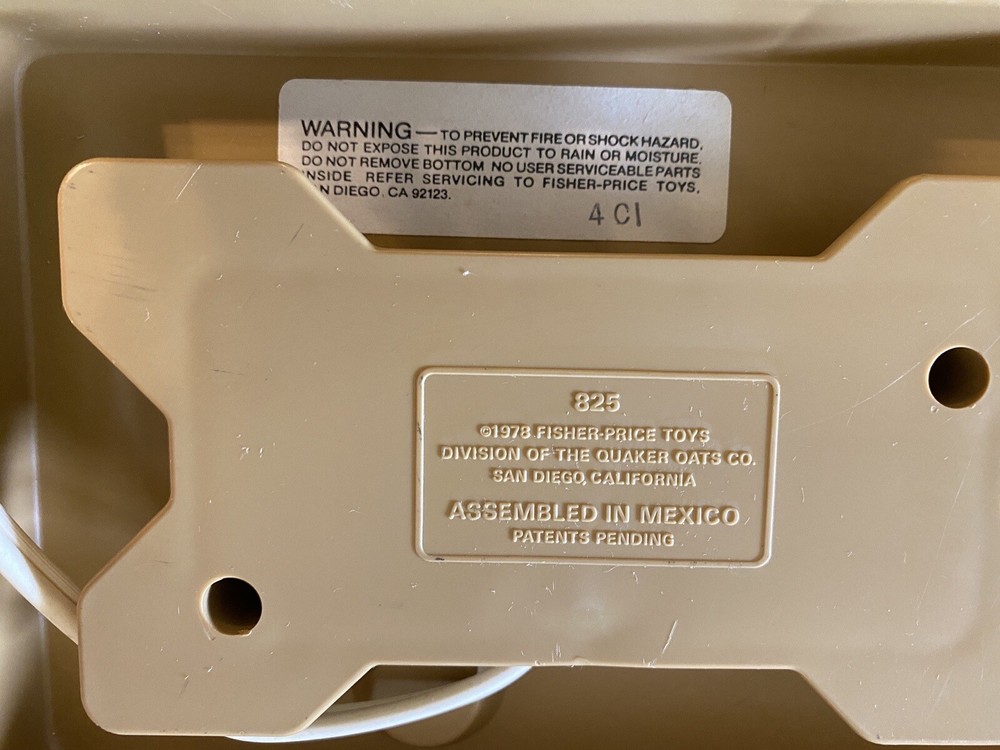 WARNING — TO PREVENT FIRE OR SHOCK HAZARD,
DO NOT EXPOSE THIS PRODUCT TO RAIN OR MOISTURE.
DO NOT REMOVE BOTTOM NO USER SERVICEABLE PARTS
INSIDE REFER SERVICING TO FISHER-PRICE TOYS,
SAN DIEGO, CA 92123.
4 CI
825
©1978 FISHER-PRICE TOYS
DIVISION OF THE QUAKER OATS CO.
SAN DIEGO, CALIFORNIA
ASSEMBLED IN MEXICO
PATENTS PENDING